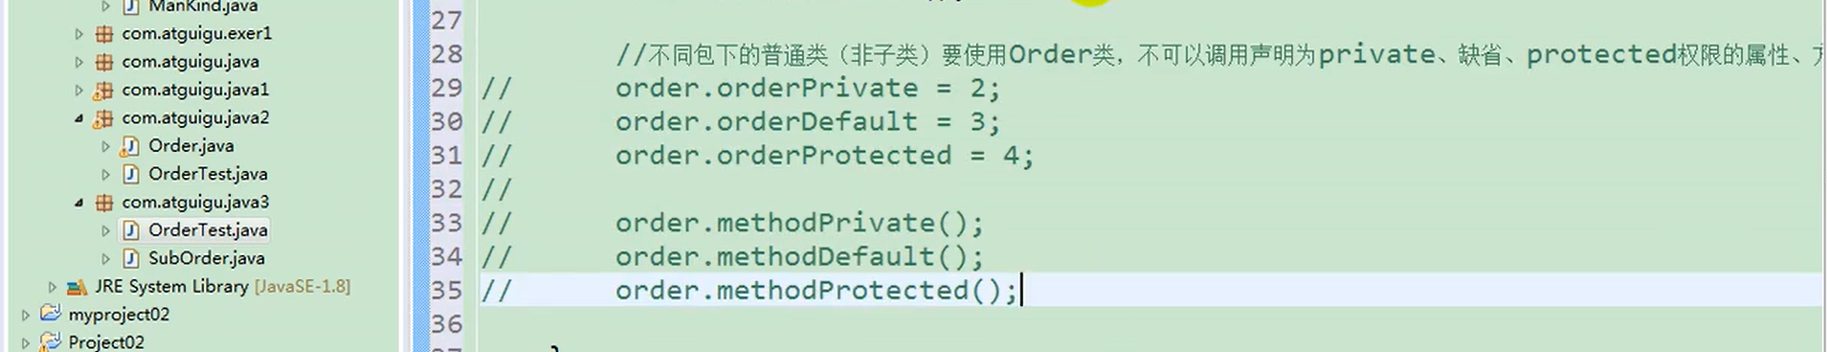 ManKind.java
com.atguigu.exer1
com.atguigu.java
com.atguigu.java1
com.atguigu.java2
Order.java
OrderTest.java
com.atguigu.java3
OrderTest.java
SubOrder.java
JRE System Library [JavaSE-1.8]
myproject02
Project02
27
28 //不同包下的普通类（非子类）要使用Order类，不可以调用声明为private、缺省、protected权限的属性、
29 // order.orderPrivate = 2;
30 // order.orderDefault = 3;
31 // order.orderProtected = 4;
32 //
33 // order.methodPrivate();
34 // order.methodDefault();
35 // order.methodProtected();
36